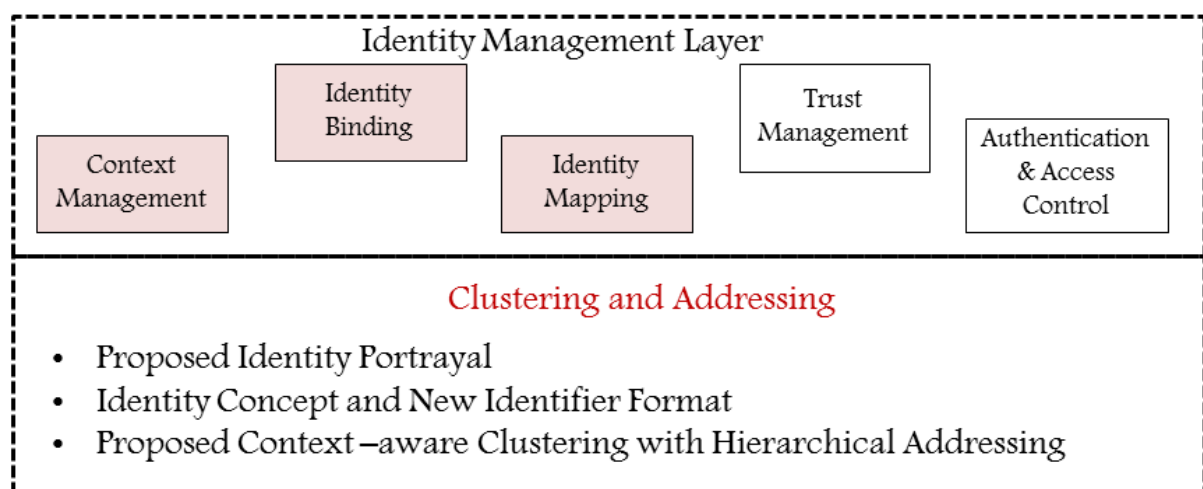 Identity Management Layer
Identity
Binding
Trust
Management
Context
Management
Identity
Mapping
Authentication
& Access
Control
Clustering and Addressing
• Proposed Identity Portrayal
• Identity Concept and New Identifier Format
• Proposed Context –aware Clustering with Hierarchical Addressing